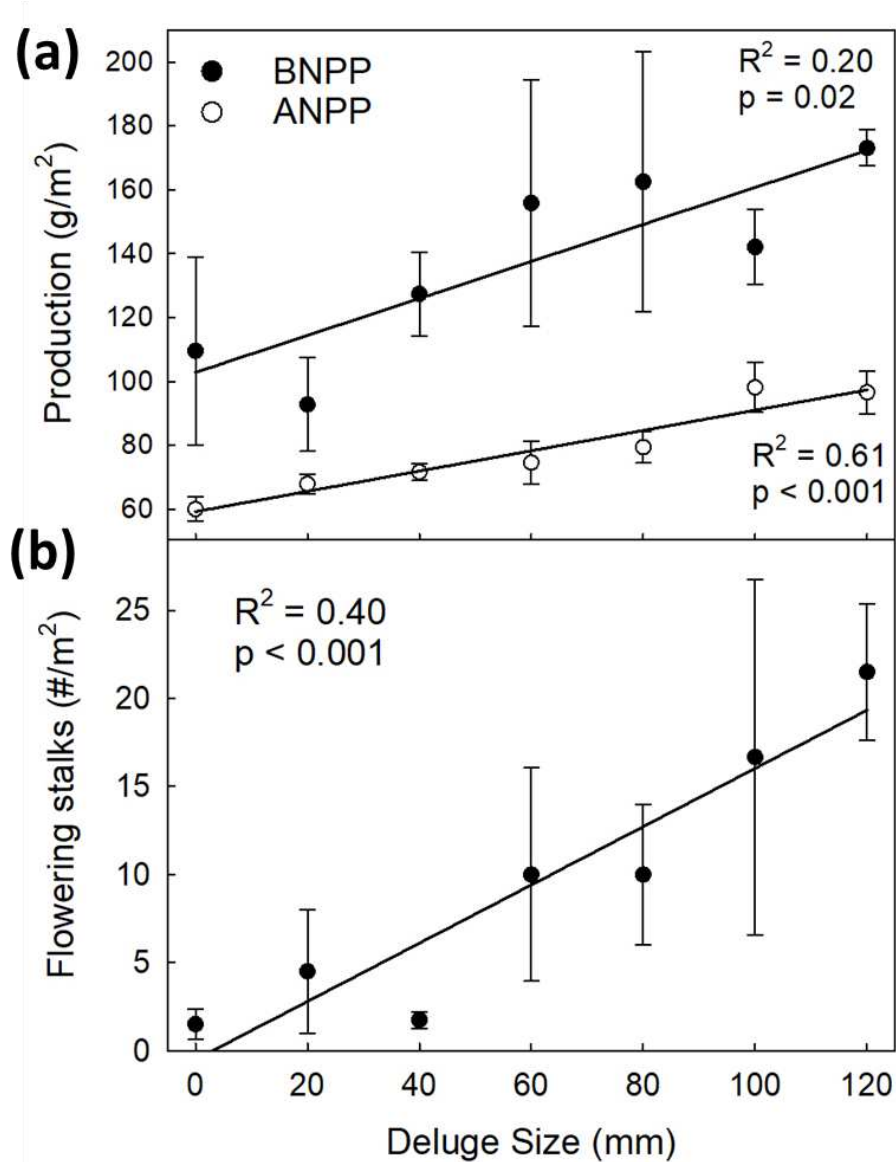 (a)
BNPP
ANPP
R² = 0.20
p = 0.02
Production (g/m²)
200
180
160
140
120
100
80
60
R² = 0.61
p < 0.001
(b)
R² = 0.40
p < 0.001
Flowering stalks (#/m²)
25
20
15
10
5
0
0 20 40 60 80 100 120
Deluge Size (mm)